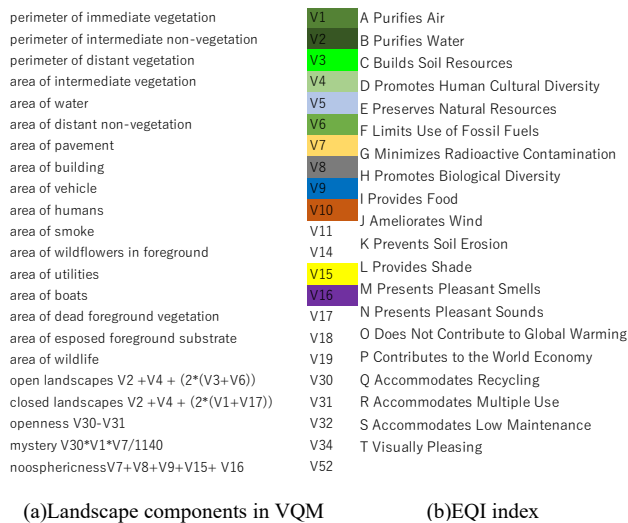 perimeter of immediate vegetation V1
perimeter of intermediate non-vegetation V2
perimeter of distant vegetation V3
area of intermediate vegetation V4
area of water V5
area of distant non-vegetation V6
area of pavement V7
area of building V8
area of vehicle V9
area of humans V10
area of smoke V11
area of wildflowers in foreground V14
area of utilities V15
area of boats V16
area of dead foreground vegetation V17
area of esposed foreground substrate V18
area of wildlife V19
open landscapes V2 +V4 + (2*(V3+V6)) V30
closed landscapes V2 +V4 + (2*(V1+V17)) V31
openness V30-V31 V32
mystery V30*V1*V7/1140 V34
noosphericnessV7+V8+V9+V15+ V16 V52
(a)Landscape components in VQM
A Purifies Air
B Purifies Water
C Builds Soil Resources
D Promotes Human Cultural Diversity
E Preserves Natural Resources
F Limits Use of Fossil Fuels
G Minimizes Radioactive Contamination
H Promotes Biological Diversity
I Provides Food
J Ameliorates Wind
K Prevents Soil Erosion
L Provides Shade
M Presents Pleasant Smells
N Presents Pleasant Sounds
O Does Not Contribute to Global Warming
P Contributes to the World Economy
Q Accommodates Recycling
R Accommodates Multiple Use
S Accommodates Low Maintenance
T Visually Pleasing
(b)EQI index